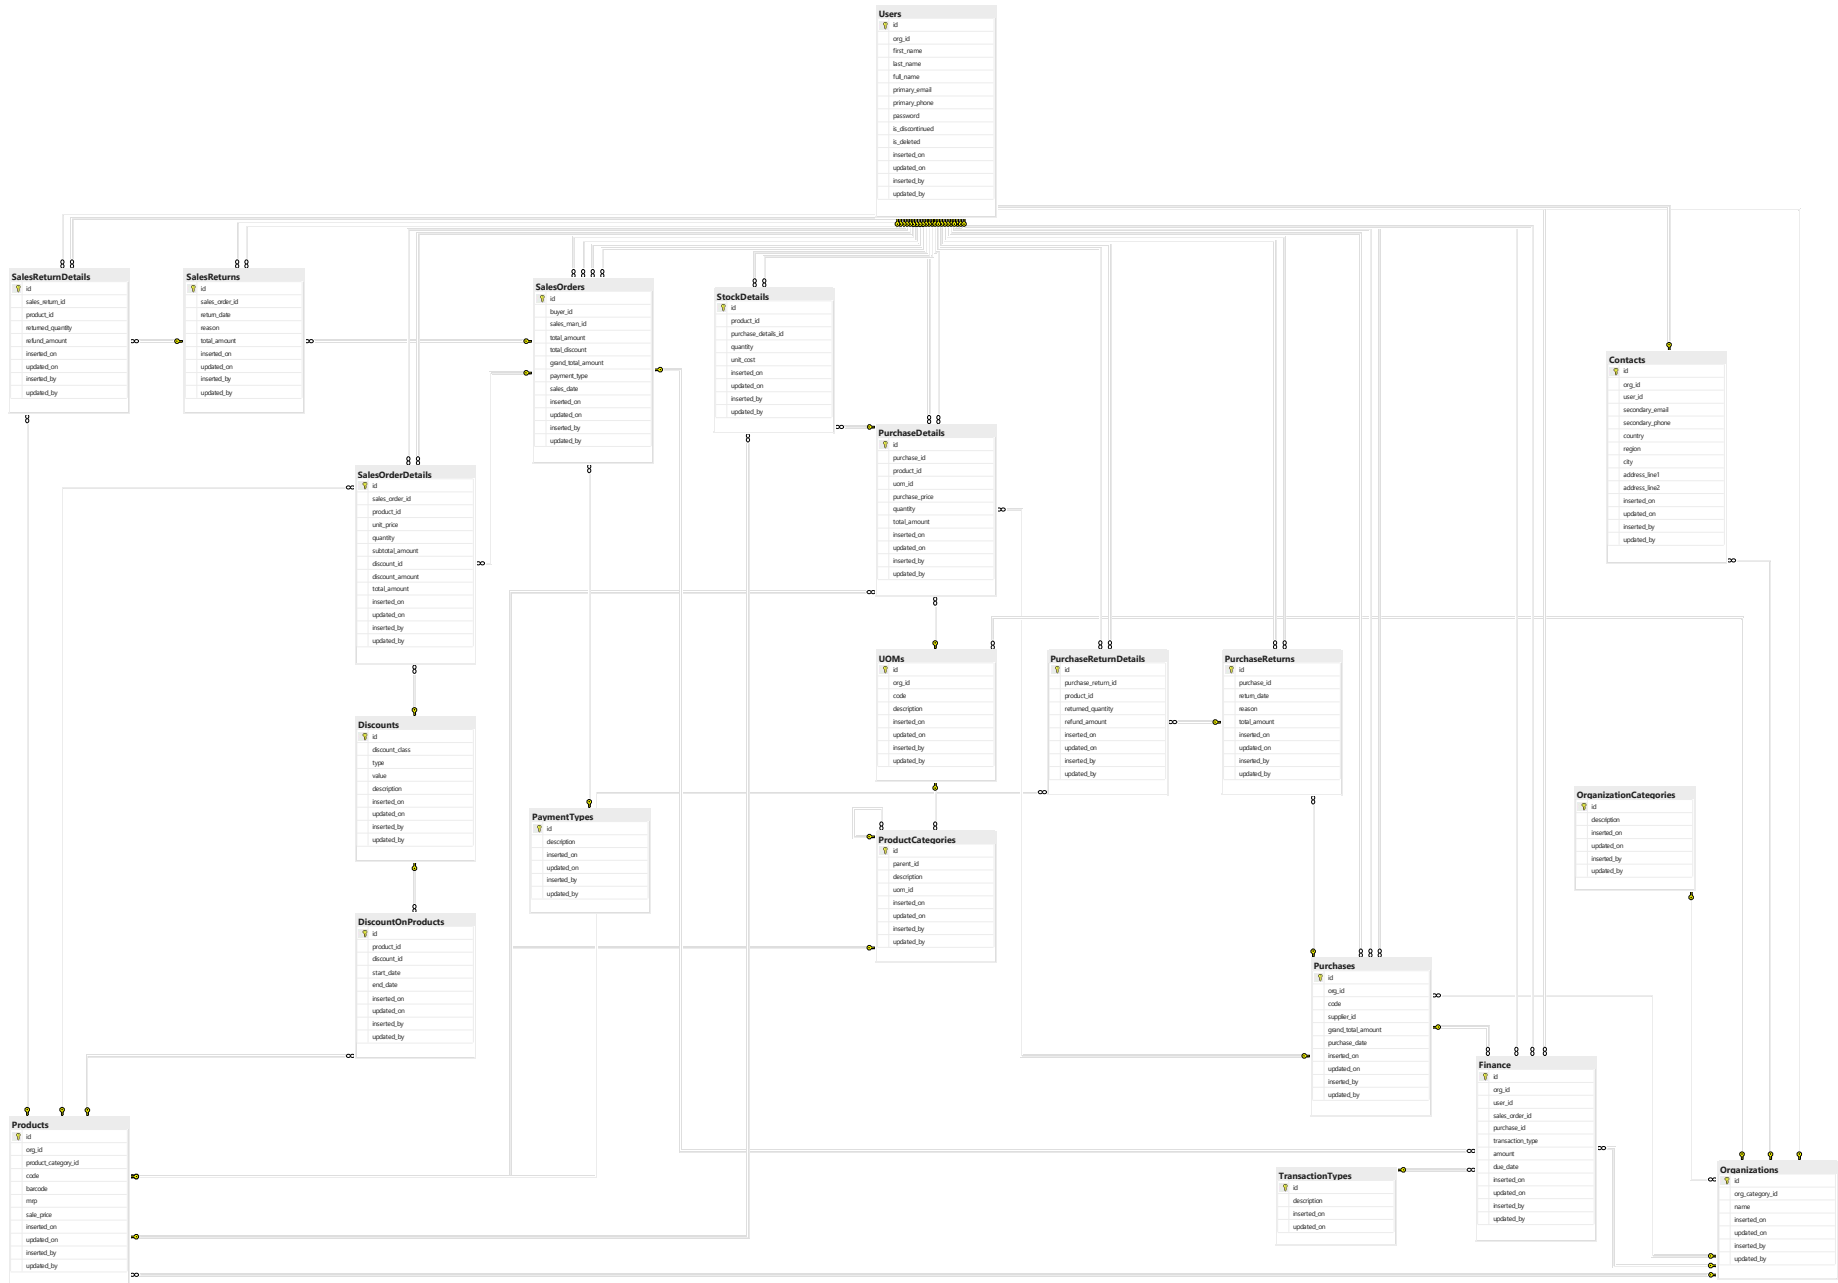 Users
id
org_id
first_name
last_name
full_name
primary_email
primary_phone
password
is_discontinued
is_deleted
inserted_on
updated_on
inserted_by
updated_by
SalesReturnDetails
id
sales_return_id
product_id
returned_quantity
refund_amount
inserted_on
updated_on
inserted_by
updated_by
SalesReturns
id
sales_order_id
return_date
reason
total_amount
inserted_on
updated_on
inserted_by
updated_by
SalesOrders
id
buyer_id
sales_man_id
total_amount
total_discount
grand_total_amount
payment_type
sales_date
inserted_on
updated_on
inserted_by
updated_by
StockDetails
id
product_id
purchase_details_id
quantity
unit_cost
inserted_on
updated_on
inserted_by
updated_by
Contacts
id
org_id
user_id
secondary_email
secondary_phone
country
region
city
address_line1
address_line2
inserted_on
updated_on
inserted_by
updated_by
PurchaseDetails
id
purchase_id
product_id
uom_id
purchase_price
quantity
total_amount
inserted_on
updated_on
inserted_by
updated_by
SalesOrderDetails
id
sales_order_id
product_id
unit_price
quantity
subtotal_amount
discount_id
discount_amount
total_amount
inserted_on
updated_on
inserted_by
updated_by
UOMs
id
org_id
code
description
inserted_on
updated_on
inserted_by
updated_by
PurchaseReturnDetails
id
purchase_return_id
product_id
returned_quantity
refund_amount
inserted_on
updated_on
inserted_by
updated_by
PurchaseReturns
id
purchase_id
return_date
reason
total_amount
inserted_on
updated_on
inserted_by
updated_by
Discounts
id
discount_class
type
value
description
inserted_on
updated_on
inserted_by
updated_by
OrganizationCategories
id
description
inserted_on
updated_on
inserted_by
updated_by
PaymentTypes
id
description
inserted_on
updated_on
inserted_by
updated_by
ProductCategories
id
parent_id
description
uom_id
inserted_on
updated_on
inserted_by
updated_by
DiscountOnProducts
id
product_id
discount_id
start_date
end_date
inserted_on
updated_on
inserted_by
updated_by
Purchases
id
org_id
code
supplier_id
grand_total_amount
purchase_date
inserted_on
updated_on
inserted_by
updated_by
Finance
id
org_id
user_id
sales_order_id
purchase_id
transaction_type
amount
due_date
inserted_on
updated_on
inserted_by
updated_by
Products
id
org_id
product_category_id
code
barcode
mrp
sale_price
inserted_on
updated_on
inserted_by
updated_by
TransactionTypes
id
description
inserted_on
updated_on
Organizations
id
org_category_id
name
inserted_on
updated_on
inserted_by
updated_by